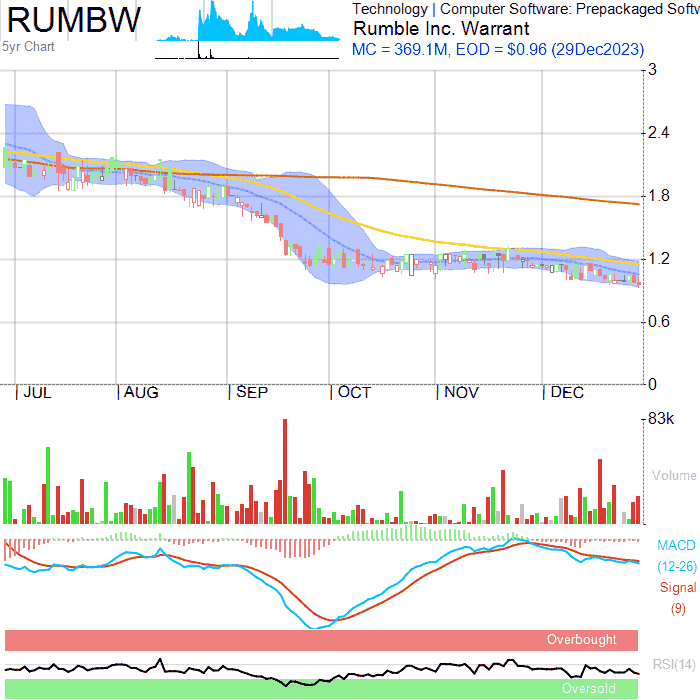 RUMBW
5yr Chart
Technology | Computer Software: Prepackaged Softw
Rumble Inc. Warrant
MC = 369.1M, EOD = $0.96 (29Dec2023)
3
2.4
1.8
1.2
0.6
0
|JUL |AUG |SEP |OCT |NOV |DEC
83k
Volume
MACD
(12-26)
Signal
(9)
Overbought
RSI(14)
Oversold